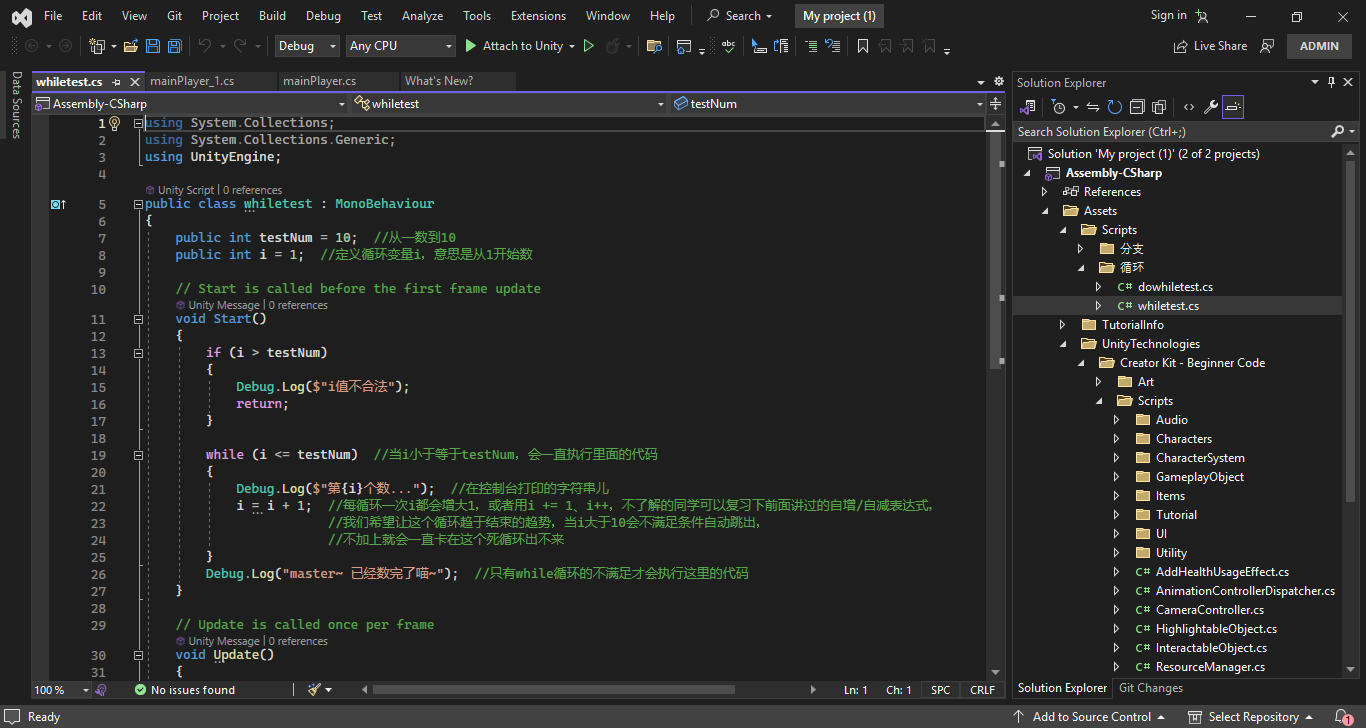 File Edit View Git Project Build Debug Test Analyze Tools Extensions Window Help Search My project (1) Sign in
Debug Any CPU Attach to Unity Live Share ADMIN
Data Sources
whiletest.cs mainPlayer_1.cs mainPlayer.cs What's New?
Assembly-CSharp whiletest testNum
1 using System.Collections;
2 using System.Collections.Generic;
3 using UnityEngine;
4
Unity Script | 0 references
5 public class whiletest : MonoBehaviour
6 {
7 public int testNum = 10; //从一数到10
8 public int i = 1; //定义循环变量i，意思是从1开始数
9
10 // Start is called before the first frame update
Unity Message | 0 references
11 void Start()
12 {
13 if (i > testNum)
14 {
15 Debug.Log($"i值不合法");
16 return;
17 }
18
19 while (i <= testNum) //当i小于等于testNum，会一直执行里面的代码
20 {
21 Debug.Log($"第{i}个数..."); //在控制台打印的字符串儿
22 i = i + 1; //每循环一次i都会增大1，或者用i += 1、i++，不了解的同学可以复习下前面讲过的自增/自减表达式，
23 //我们希望让这个循环趋于结束的趋势，当i大于10会不满足条件自动跳出，
24 //不加上就会一直卡在这个死循环出不来
25 }
26 Debug.Log("master~ 已经数完了喵~"); //只有while循环的不满足才会执行这里的代码
27 }
28
29 // Update is called once per frame
Unity Message | 0 references
30 void Update()
31 {
100 % No issues found Ln: 1 Ch: 1 SPC CRLF
Solution Explorer
Search Solution Explorer (Ctrl+;)
Solution 'My project (1)' (2 of 2 projects)
Assembly-CSharp
References
Assets
Scripts
分支
循环
C# dowhiletest.cs
C# whiletest.cs
TutorialInfo
UnityTechnologies
Creator Kit - Beginner Code
Art
Scripts
Audio
Characters
CharacterSystem
GameplayObject
Items
Tutorial
UI
Utility
C# AddHealthUsageEffect.cs
C# AnimationControllerDispatcher.cs
C# CameraController.cs
C# HighlightableObject.cs
C# InteractableObject.cs
C# ResourceManager.cs
Solution Explorer Git Changes
Ready Add to Source Control Select Repository 1